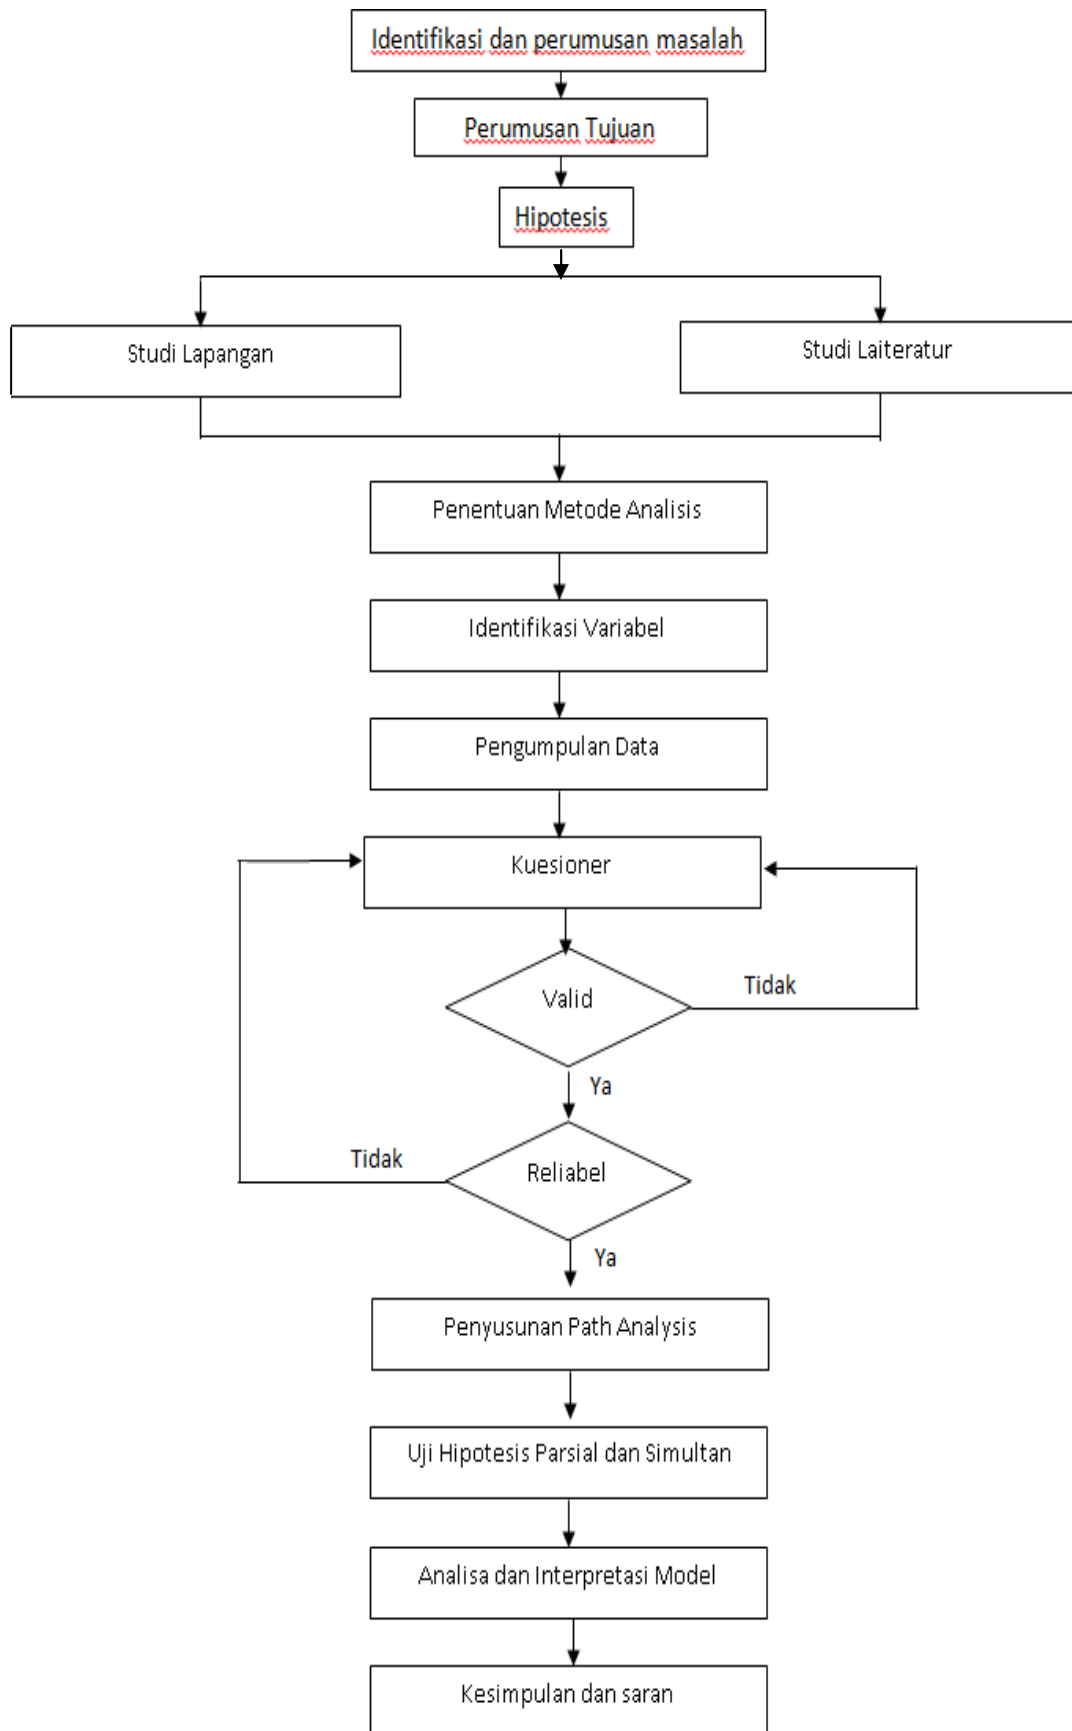 Identifikasi dan perumusan masalah
Perumusan Tujuan
Hipotesis
Studi Lapangan
Studi Laiteratur
Penentuan Metode Analisis
Identifikasi Variabel
Pengumpulan Data
Kuesioner
Valid
Tidak
Ya
Tidak
Reliabel
Ya
Penyusunan Path Analysis
Uji Hipotesis Parsial dan Simultan
Analisa dan Interpretasi Model
Kesimpulan dan saran